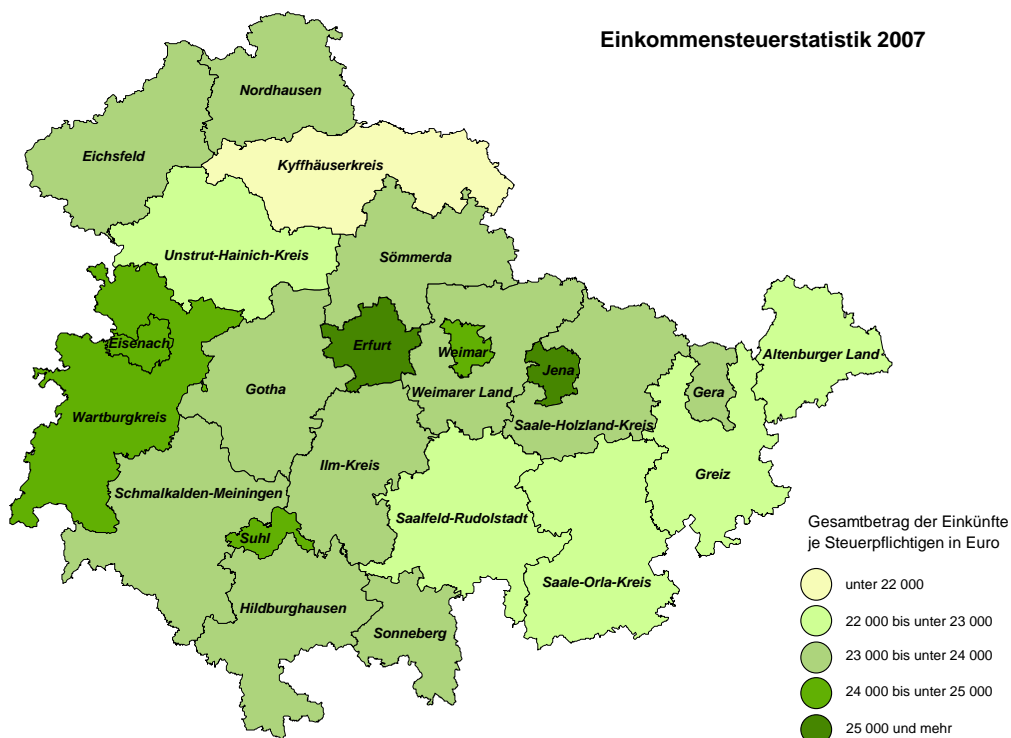 Einkommensteuerstatistik 2007
Nordhausen
Eichsfeld
Kyffhäuserkreis
Unstrut-Hainich-Kreis
Sömmerda
Eisenach
Erfurt
Weimar
Jena
Altenburger Land
Gotha
Weimarer Land
Gera
Wartburgkreis
Saale-Holzland-Kreis
Ilm-Kreis
Greiz
Schmalkalden-Meiningen
Saalfeld-Rudolstadt
Suhl
Saale-Orla-Kreis
Hildburghausen
Sonneberg
Gesamtbetrag der Einkünfte
je Steuerpflichtigen in Euro
unter 22 000
22 000 bis unter 23 000
23 000 bis unter 24 000
24 000 bis unter 25 000
25 000 und mehr